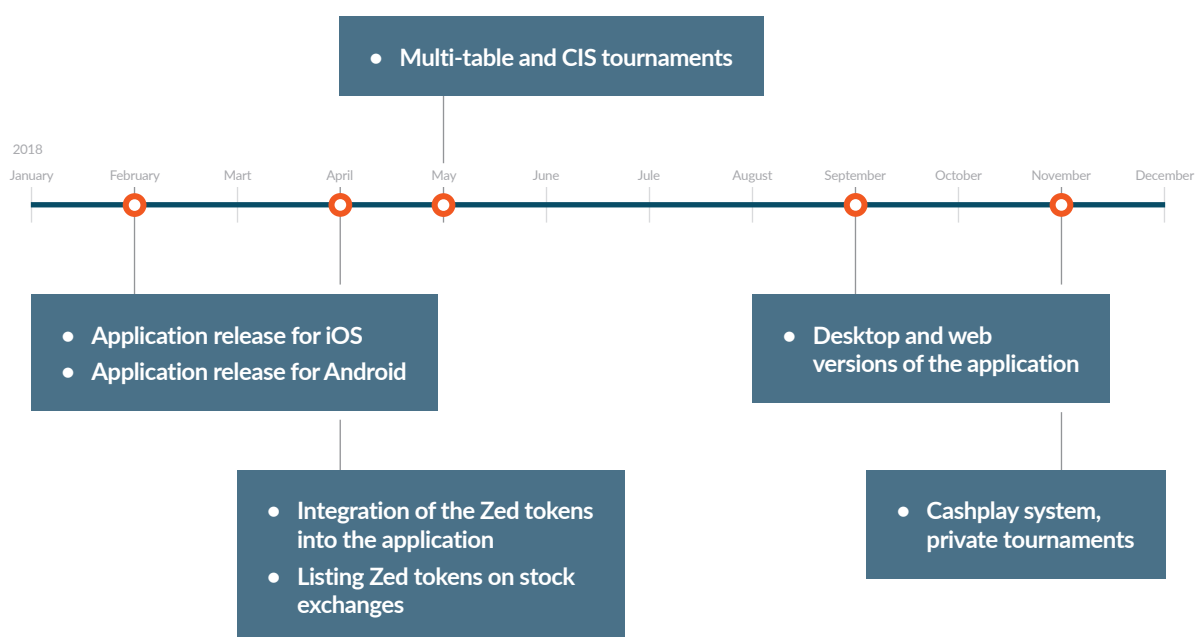 ● Multi-table and CIS tournaments
2018
January February Mart April May June Jule August September October November December
● Application release for iOS
● Application release for Android
● Desktop and web
versions of the application
● Integration of the Zed tokens
into the application
● Listing Zed tokens on stock
exchanges
● Cashplay system,
private tournaments